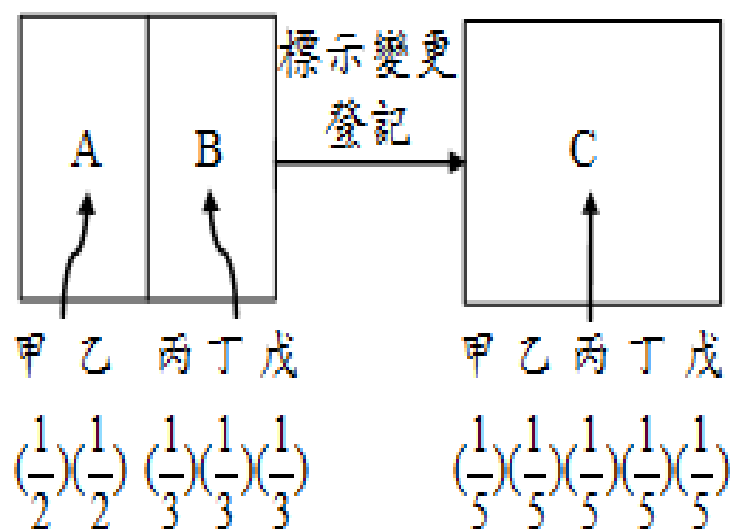 A B 標示變更 C
登記
甲 乙 丙 丁 戊 甲 乙 丙 丁 戊
(1/2)(1/2) (1/3)(1/3)(1/3) (1/5)(1/5)(1/5)(1/5)(1/5)